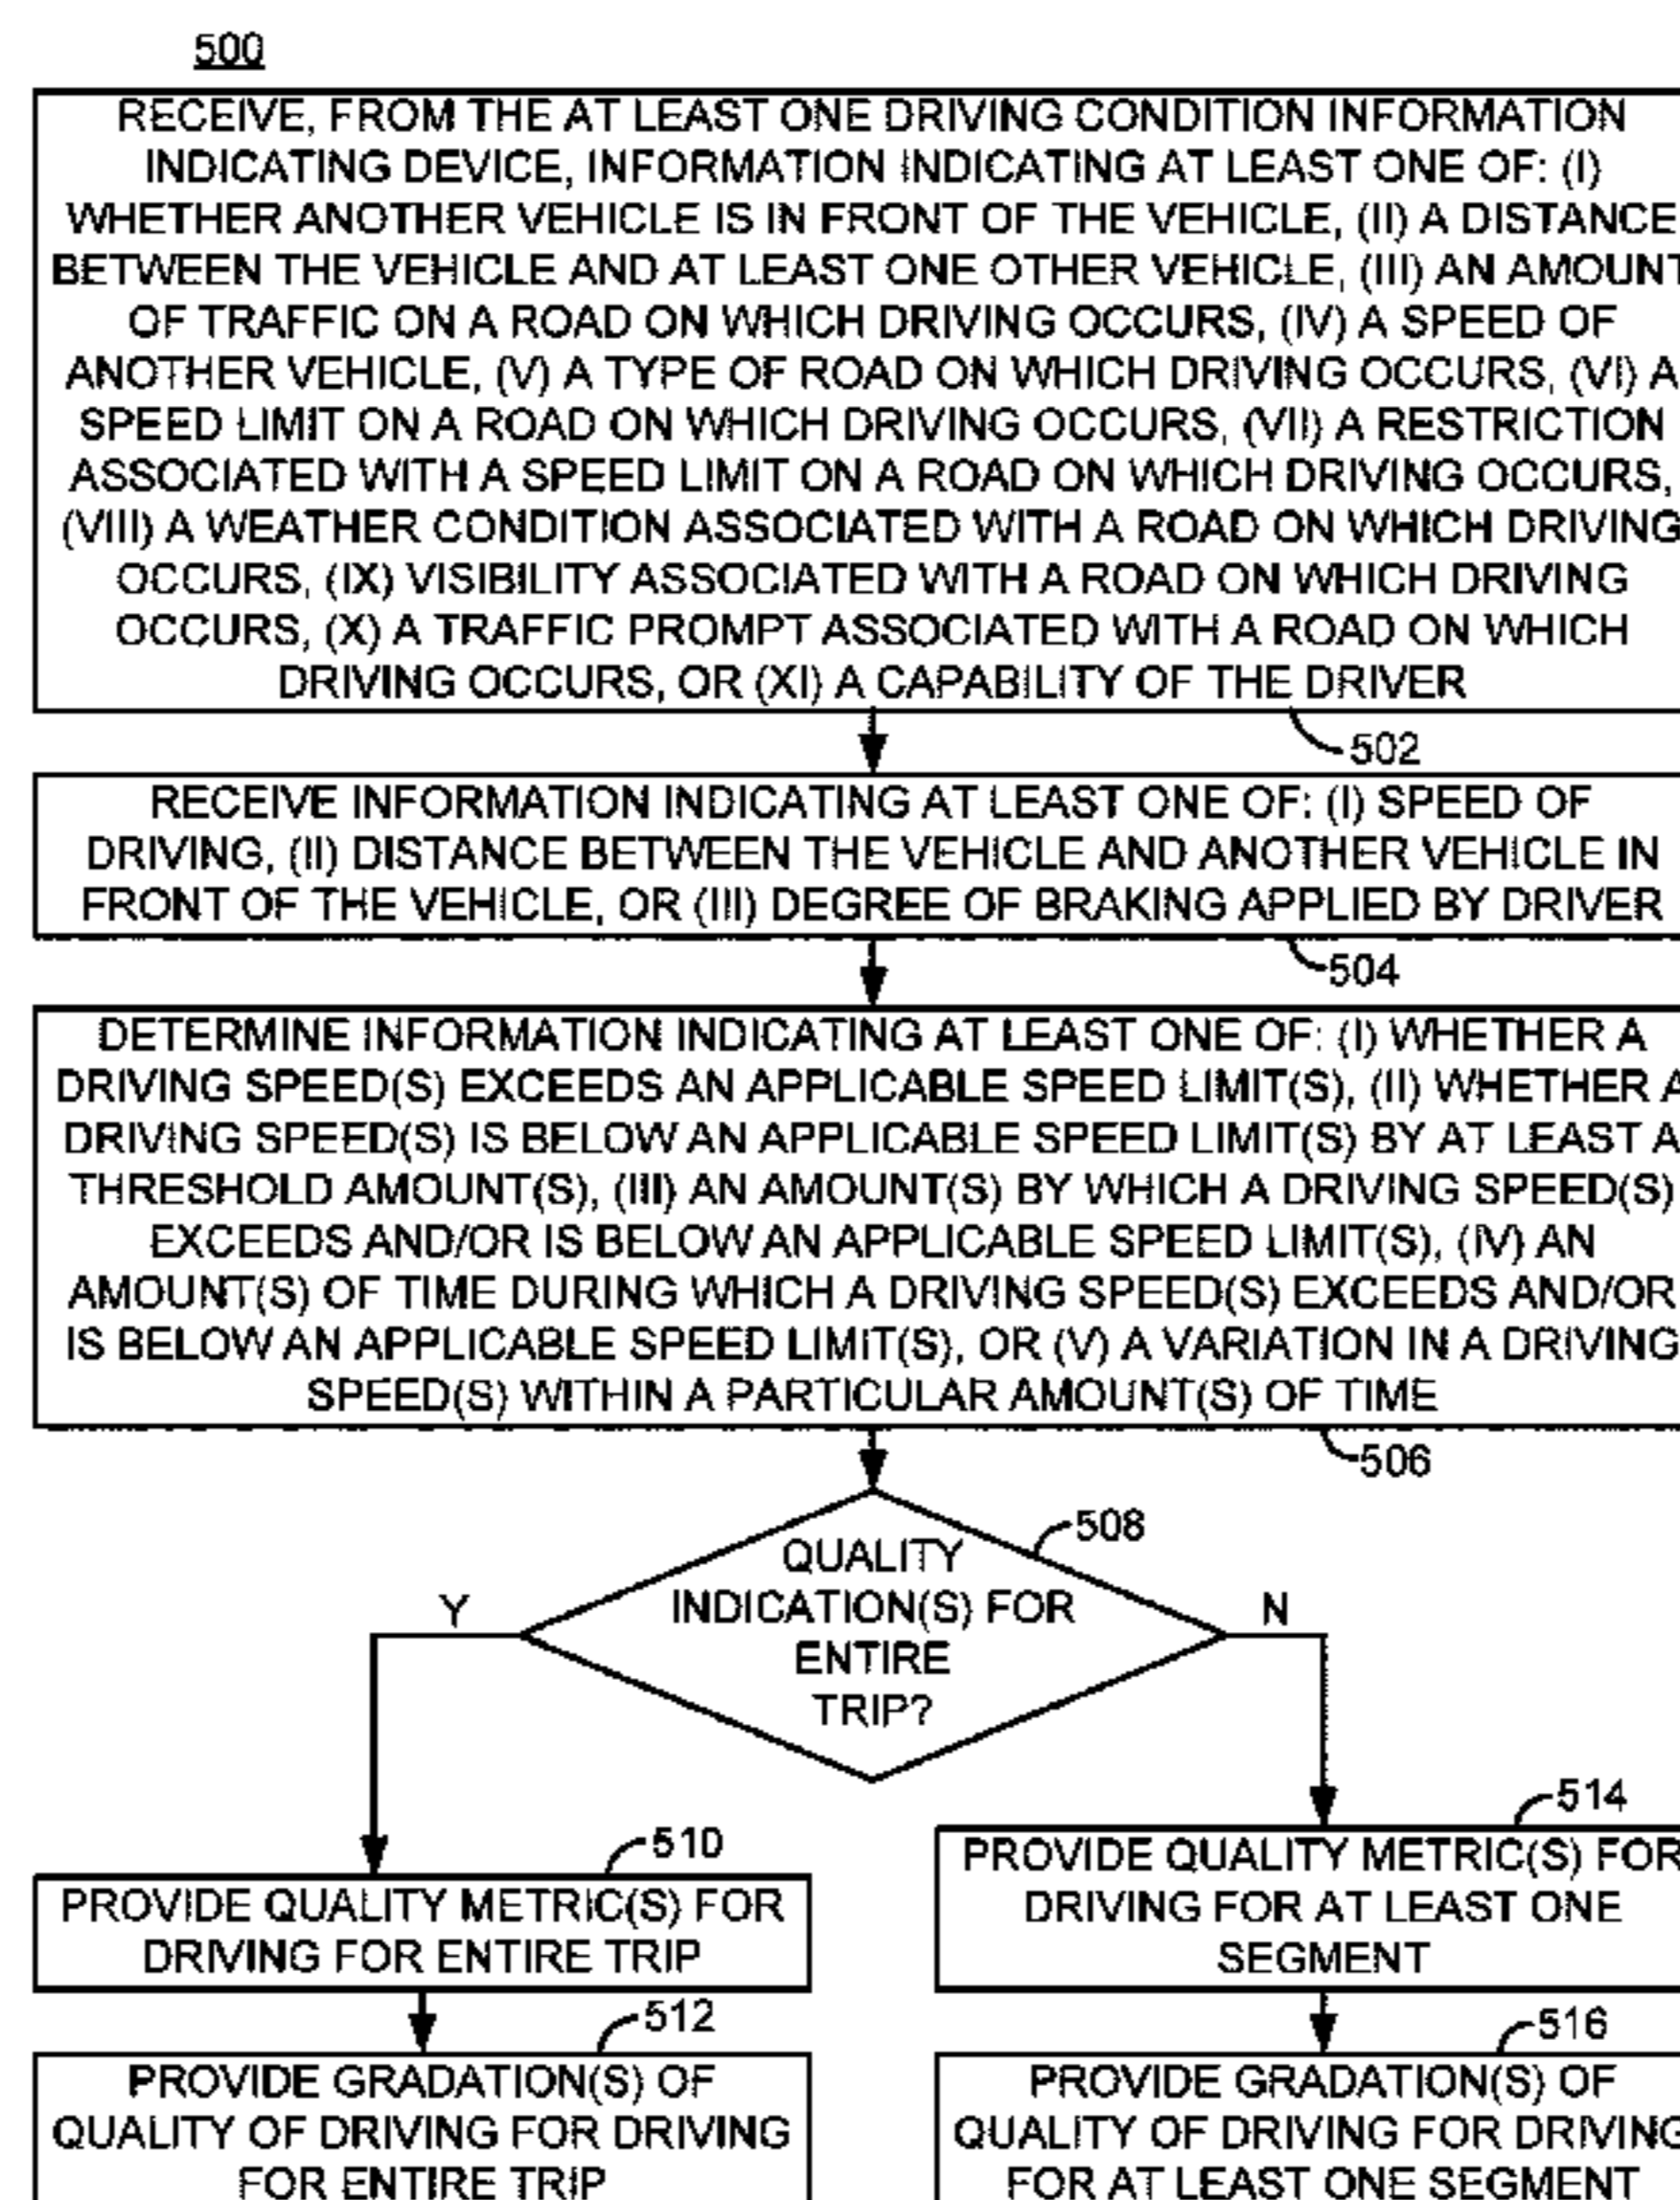 500
RECEIVE, FROM THE AT LEAST ONE DRIVING CONDITION INFORMATION
INDICATING DEVICE, INFORMATION INDICATING AT LEAST ONE OF: (I)
WHETHER ANOTHER VEHICLE IS IN FRONT OF THE VEHICLE, (II) A DISTANCE
BETWEEN THE VEHICLE AND AT LEAST ONE OTHER VEHICLE, (III) AN AMOUNT
OF TRAFFIC ON A ROAD ON WHICH DRIVING OCCURS, (IV) A SPEED OF
ANOTHER VEHICLE, (V) A TYPE OF ROAD ON WHICH DRIVING OCCURS, (VI) A
SPEED LIMIT ON A ROAD ON WHICH DRIVING OCCURS, (VII) A RESTRICTION
ASSOCIATED WITH A SPEED LIMIT ON A ROAD ON WHICH DRIVING OCCURS,
(VIII) A WEATHER CONDITION ASSOCIATED WITH A ROAD ON WHICH DRIVING
OCCURS, (IX) VISIBILITY ASSOCIATED WITH A ROAD ON WHICH DRIVING
OCCURS, (X) A TRAFFIC PROMPT ASSOCIATED WITH A ROAD ON WHICH
DRIVING OCCURS, OR (XI) A CAPABILITY OF THE DRIVER
502
RECEIVE INFORMATION INDICATING AT LEAST ONE OF: (I) SPEED OF
DRIVING, (II) DISTANCE BETWEEN THE VEHICLE AND ANOTHER VEHICLE IN
FRONT OF THE VEHICLE, OR (III) DEGREE OF BRAKING APPLIED BY DRIVER
504
DETERMINE INFORMATION INDICATING AT LEAST ONE OF: (I) WHETHER A
DRIVING SPEED(S) EXCEEDS AN APPLICABLE SPEED LIMIT(S), (II) WHETHER A
DRIVING SPEED(S) IS BELOW AN APPLICABLE SPEED LIMIT(S) BY AT LEAST A
THRESHOLD AMOUNT(S), (III) AN AMOUNT(S) BY WHICH A DRIVING SPEED(S)
EXCEEDS AND/OR IS BELOW AN APPLICABLE SPEED LIMIT(S), (IV) AN
AMOUNT(S) OF TIME DURING WHICH A DRIVING SPEED(S) EXCEEDS AND/OR
IS BELOW AN APPLICABLE SPEED LIMIT(S), OR (V) A VARIATION IN A DRIVING
SPEED(S) WITHIN A PARTICULAR AMOUNT(S) OF TIME
506
508
QUALITY
INDICATION(S) FOR
ENTIRE
TRIP?
Y
N
510
PROVIDE QUALITY METRIC(S) FOR
DRIVING FOR ENTIRE TRIP
512
PROVIDE GRADATION(S) OF
QUALITY OF DRIVING FOR DRIVING
FOR ENTIRE TRIP
514
PROVIDE QUALITY METRIC(S) FOR
DRIVING FOR AT LEAST ONE
SEGMENT
516
PROVIDE GRADATION(S) OF
QUALITY OF DRIVING FOR DRIVING
FOR AT LEAST ONE SEGMENT